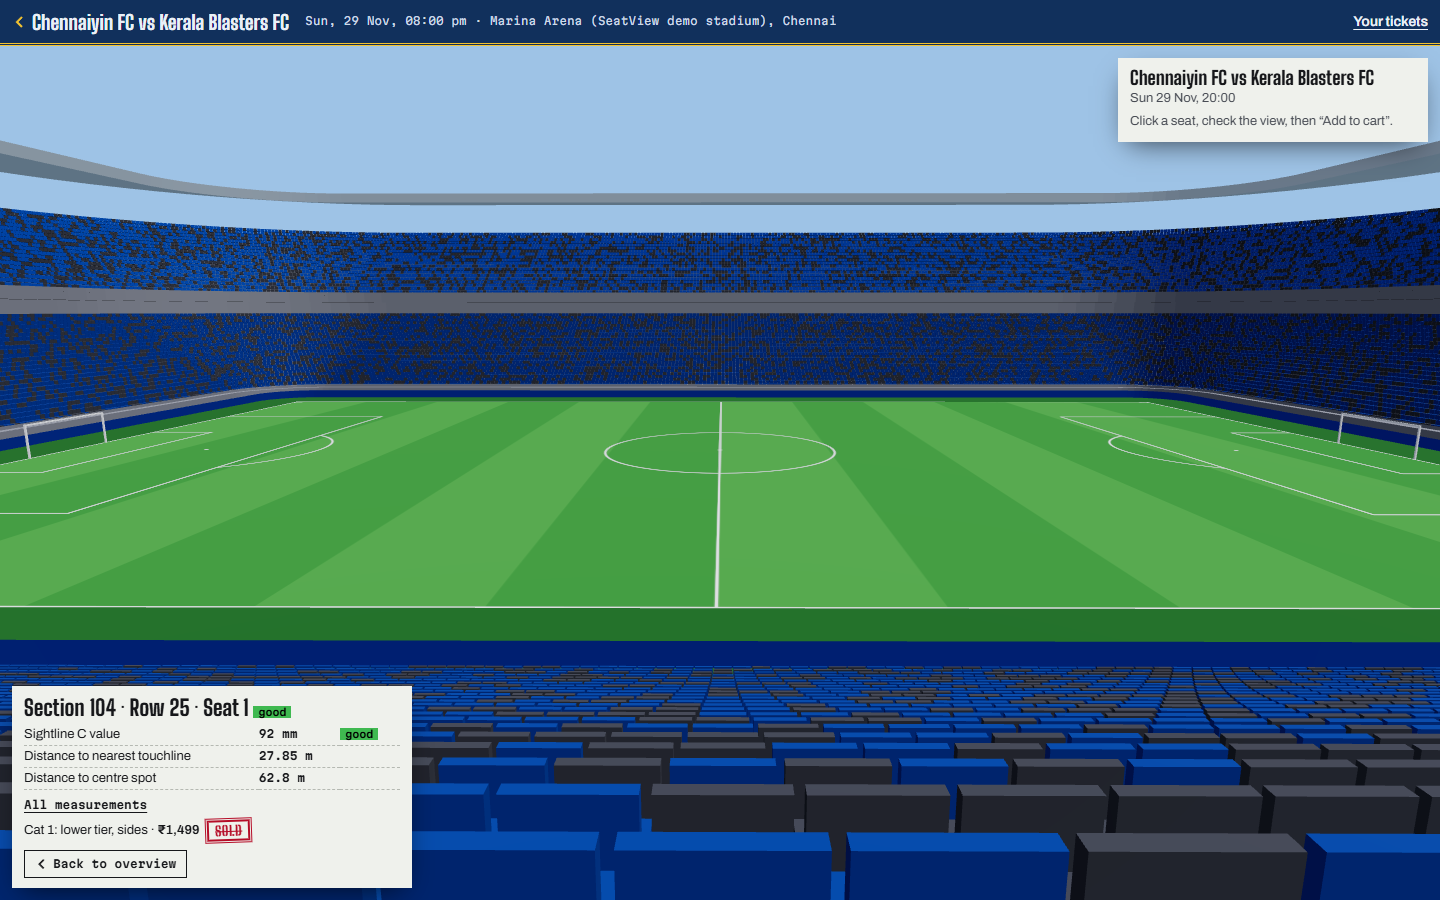 Chennaiyin FC vs Kerala Blasters FC Sun, 29 Nov, 08:00 pm · Marina Arena (SeatView demo stadium), Chennai Your tickets
Chennaiyin FC vs Kerala Blasters FC
Sun 29 Nov, 20:00
Click a seat, check the view, then “Add to cart”.
Section 104 · Row 25 · Seat 1 good
Sightline C value 92 mm good
Distance to nearest touchline 27.85 m
Distance to centre spot 62.8 m
All measurements
Cat 1: lower tier, sides · ₹1,499 SOLD
Back to overview